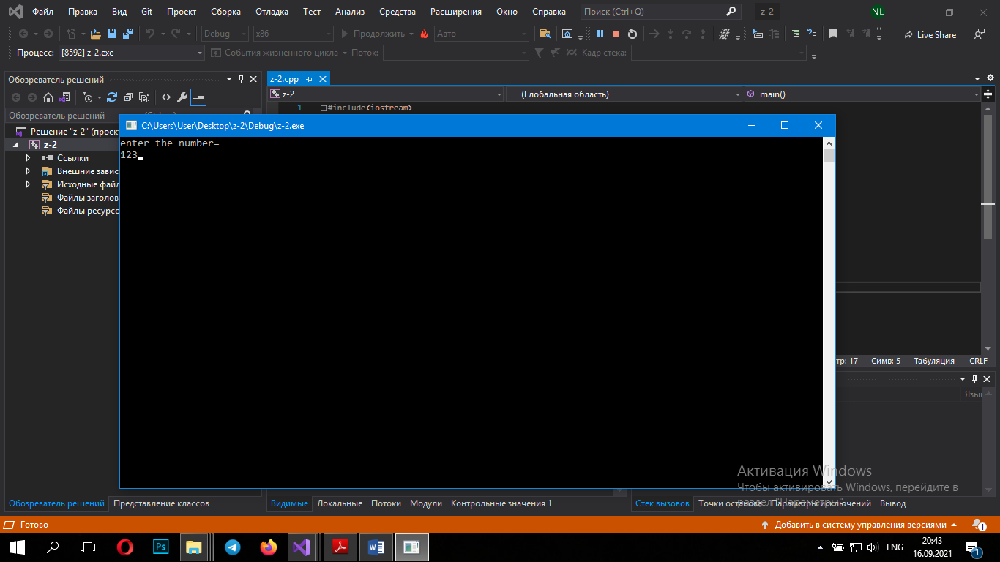 Файл Правка Вид Git Проект Сборка Отладка Тест Анализ Средства Расширения Окно Справка Поиск (Ctrl+Q) z-2 NL
Debug x86 Продолжить Авто Live Share
Процесс: [8592] z-2.exe События жизненного цикла Поток: Кадр стека:
Обозреватель решений
z-2.cpp
z-2 (Глобальная область) main()
Обозреватель решений —
1 #include<iostream>
C:\Users\User\Desktop\z-2\Debug\z-2.exe
enter the number=
123
Решение "z-2" (проект
z-2
Ссылки
Внешние завис
Исходные файл
Файлы заголов
Файлы ресурсо
тр: 17 Симв: 5 Табуляция CRLF
Язык
Активация Windows
Чтобы активировать Windows, перейдите в
раздел "Параметры".
Обозреватель решений Представление классов Видимые Локальные Потоки Модули Контрольные значения 1 Стек вызовов Точки останова Параметры исключений Вывод
Готово Добавить в систему управления версиями 1
Ps W ENG 20:43
16.09.2021 1